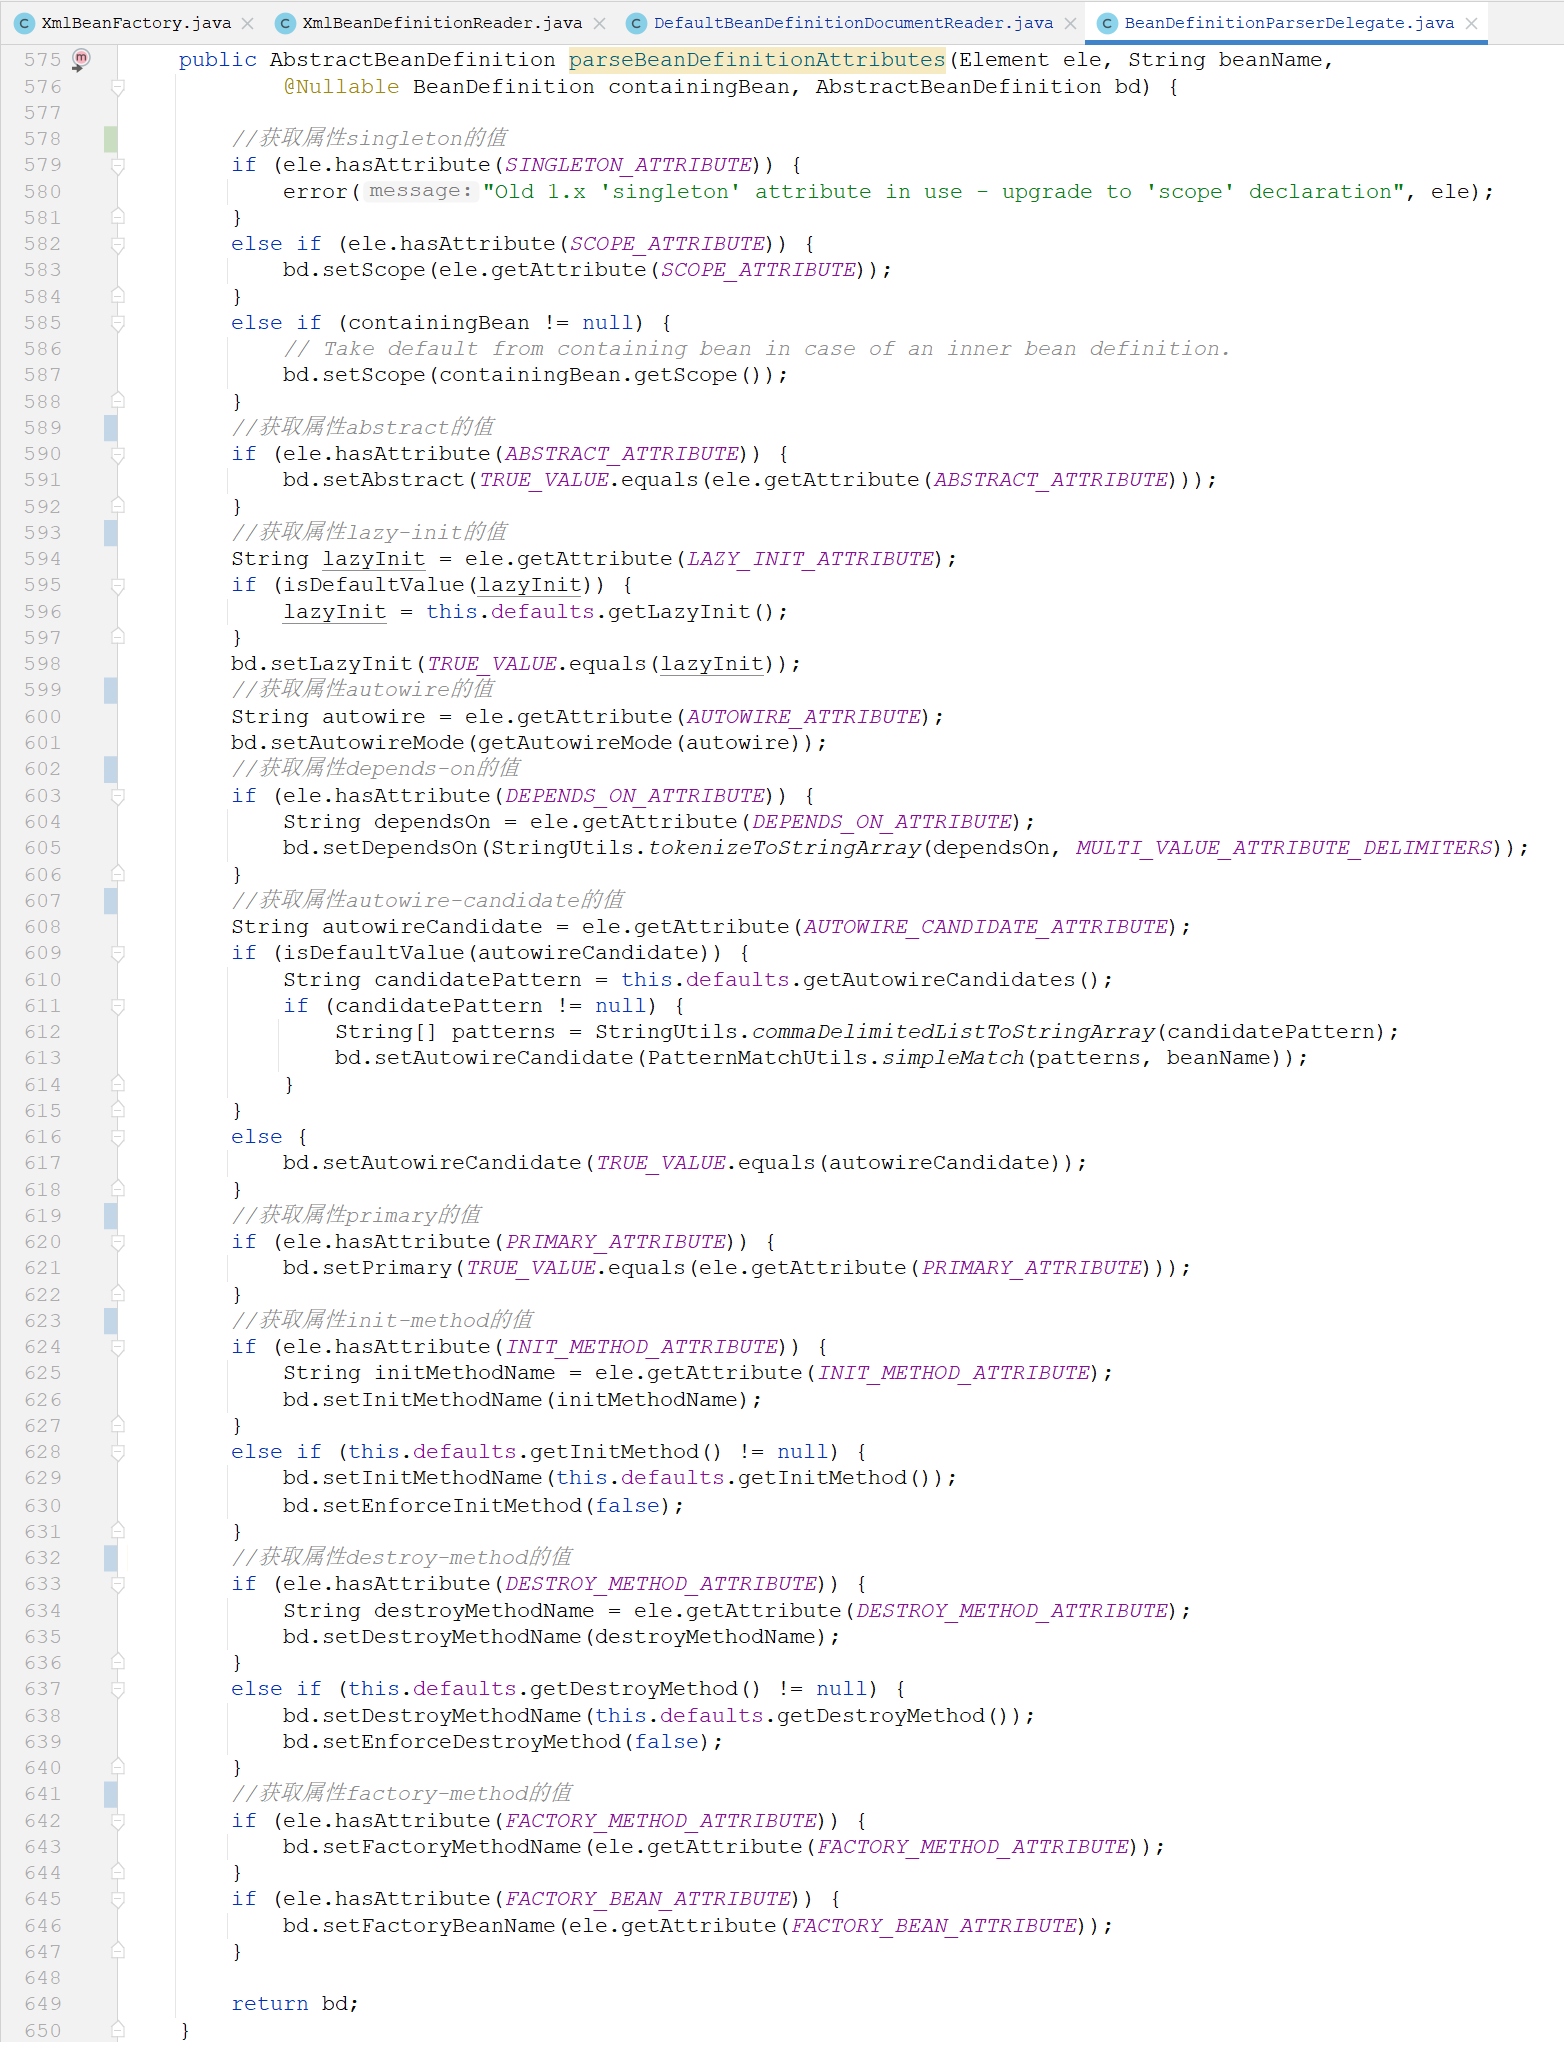 XmlBeanFactory.java XmlBeanDefinitionReader.java DefaultBeanDefinitionDocumentReader.java BeanDefinitionParserDelegate.java
575 public AbstractBeanDefinition parseBeanDefinitionAttributes(Element ele, String beanName,
576 @Nullable BeanDefinition containingBean, AbstractBeanDefinition bd) {
577
578 //获取属性singleton的值
579 if (ele.hasAttribute(SINGLETON_ATTRIBUTE)) {
580 error( message: "Old 1.x 'singleton' attribute in use - upgrade to 'scope' declaration", ele);
581 }
582 else if (ele.hasAttribute(SCOPE_ATTRIBUTE)) {
583 bd.setScope(ele.getAttribute(SCOPE_ATTRIBUTE));
584 }
585 else if (containingBean != null) {
586 // Take default from containing bean in case of an inner bean definition.
587 bd.setScope(containingBean.getScope());
588 }
589 //获取属性abstract的值
590 if (ele.hasAttribute(ABSTRACT_ATTRIBUTE)) {
591 bd.setAbstract(TRUE_VALUE.equals(ele.getAttribute(ABSTRACT_ATTRIBUTE)));
592 }
593 //获取属性lazy-init的值
594 String lazyInit = ele.getAttribute(LAZY_INIT_ATTRIBUTE);
595 if (isDefaultValue(lazyInit)) {
596 lazyInit = this.defaults.getLazyInit();
597 }
598 bd.setLazyInit(TRUE_VALUE.equals(lazyInit));
599 //获取属性autowire的值
600 String autowire = ele.getAttribute(AUTOWIRE_ATTRIBUTE);
601 bd.setAutowireMode(getAutowireMode(autowire));
602 //获取属性depends-on的值
603 if (ele.hasAttribute(DEPENDS_ON_ATTRIBUTE)) {
604 String dependsOn = ele.getAttribute(DEPENDS_ON_ATTRIBUTE);
605 bd.setDependsOn(StringUtils.tokenizeToStringArray(dependsOn, MULTI_VALUE_ATTRIBUTE_DELIMITERS));
606 }
607 //获取属性autowire-candidate的值
608 String autowireCandidate = ele.getAttribute(AUTOWIRE_CANDIDATE_ATTRIBUTE);
609 if (isDefaultValue(autowireCandidate)) {
610 String candidatePattern = this.defaults.getAutowireCandidates();
611 if (candidatePattern != null) {
612 String[] patterns = StringUtils.commaDelimitedListToStringArray(candidatePattern);
613 bd.setAutowireCandidate(PatternMatchUtils.simpleMatch(patterns, beanName));
614 }
615 }
616 else {
617 bd.setAutowireCandidate(TRUE_VALUE.equals(autowireCandidate));
618 }
619 //获取属性primary的值
620 if (ele.hasAttribute(PRIMARY_ATTRIBUTE)) {
621 bd.setPrimary(TRUE_VALUE.equals(ele.getAttribute(PRIMARY_ATTRIBUTE)));
622 }
623 //获取属性init-method的值
624 if (ele.hasAttribute(INIT_METHOD_ATTRIBUTE)) {
625 String initMethodName = ele.getAttribute(INIT_METHOD_ATTRIBUTE);
626 bd.setInitMethodName(initMethodName);
627 }
628 else if (this.defaults.getInitMethod() != null) {
629 bd.setInitMethodName(this.defaults.getInitMethod());
630 bd.setEnforceInitMethod(false);
631 }
632 //获取属性destroy-method的值
633 if (ele.hasAttribute(DESTROY_METHOD_ATTRIBUTE)) {
634 String destroyMethodName = ele.getAttribute(DESTROY_METHOD_ATTRIBUTE);
635 bd.setDestroyMethodName(destroyMethodName);
636 }
637 else if (this.defaults.getDestroyMethod() != null) {
638 bd.setDestroyMethodName(this.defaults.getDestroyMethod());
639 bd.setEnforceDestroyMethod(false);
640 }
641 //获取属性factory-method的值
642 if (ele.hasAttribute(FACTORY_METHOD_ATTRIBUTE)) {
643 bd.setFactoryMethodName(ele.getAttribute(FACTORY_METHOD_ATTRIBUTE));
644 }
645 if (ele.hasAttribute(FACTORY_BEAN_ATTRIBUTE)) {
646 bd.setFactoryBeanName(ele.getAttribute(FACTORY_BEAN_ATTRIBUTE));
647 }
648
649 return bd;
650 }